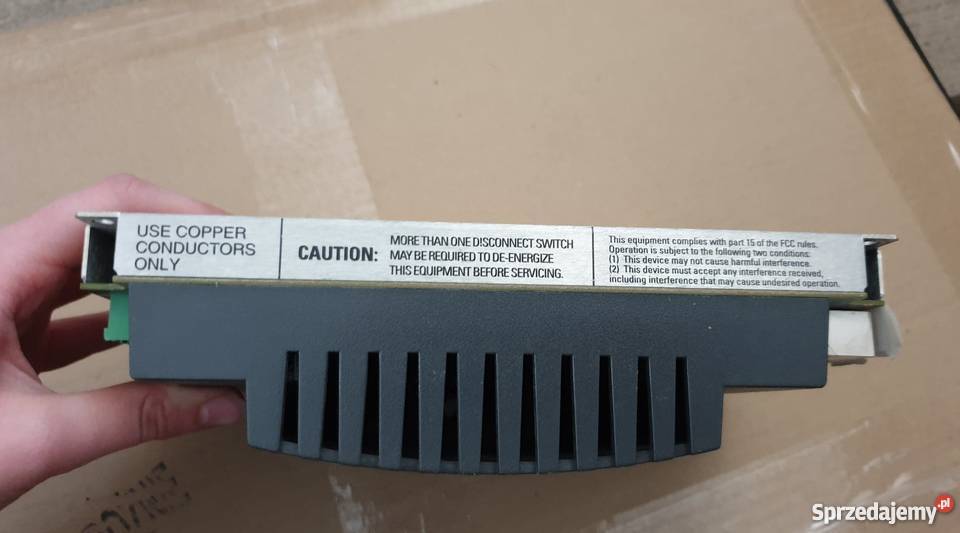 USE COPPER
CONDUCTORS
ONLY
CAUTION:
MORE THAN ONE DISCONNECT SWITCH
MAY BE REQUIRED TO DE-ENERGIZE
THIS EQUIPMENT BEFORE SERVICING.
This equipment complies with part 15 of the FCC rules.
Operation is subject to the following two conditions:
(1) This device may not cause harmful interference.
(2) This device must accept any interference received,
including interference that may cause undesired operation.
Sprzedajemy.pl